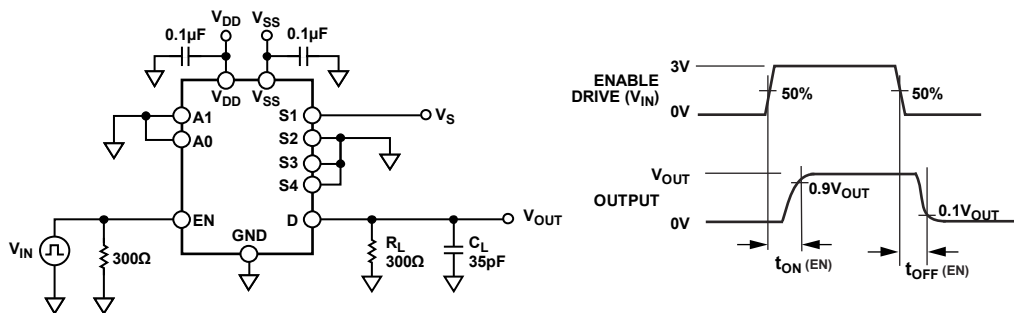 VDD
VSS
0.1µF
0.1µF
VDD
VSS
A1
A0
S1
VS
S2
S3
S4
EN
D
VOUT
GND
VIN
300Ω
RL
300Ω
CL
35pF
3V
ENABLE
DRIVE (VIN)
50%
50%
0V
VOUT
0.9VOUT
OUTPUT
0.1VOUT
0V
tON (EN)
tOFF (EN)